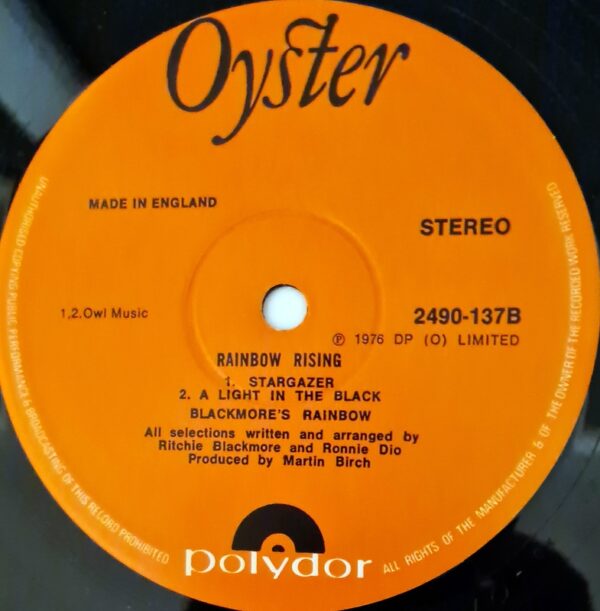 Oyster
MADE IN ENGLAND
STEREO
1,2.Owl Music
2490-137B
Ⓟ 1976 DP (O) LIMITED
RAINBOW RISING
1. STARGAZER
2. A LIGHT IN THE BLACK
BLACKMORE'S RAINBOW
All selections written and arranged by
Ritchie Blackmore and Ronnie Dio
Produced by Martin Birch
polydor
UNAUTHORISED COPYING PUBLIC PERFORMANCE & BROADCASTING OF THIS RECORD PROHIBITED
ALL RIGHTS OF THE MANUFACTURER & OF THE OWNER OF THE RECORDED WORK RESERVED